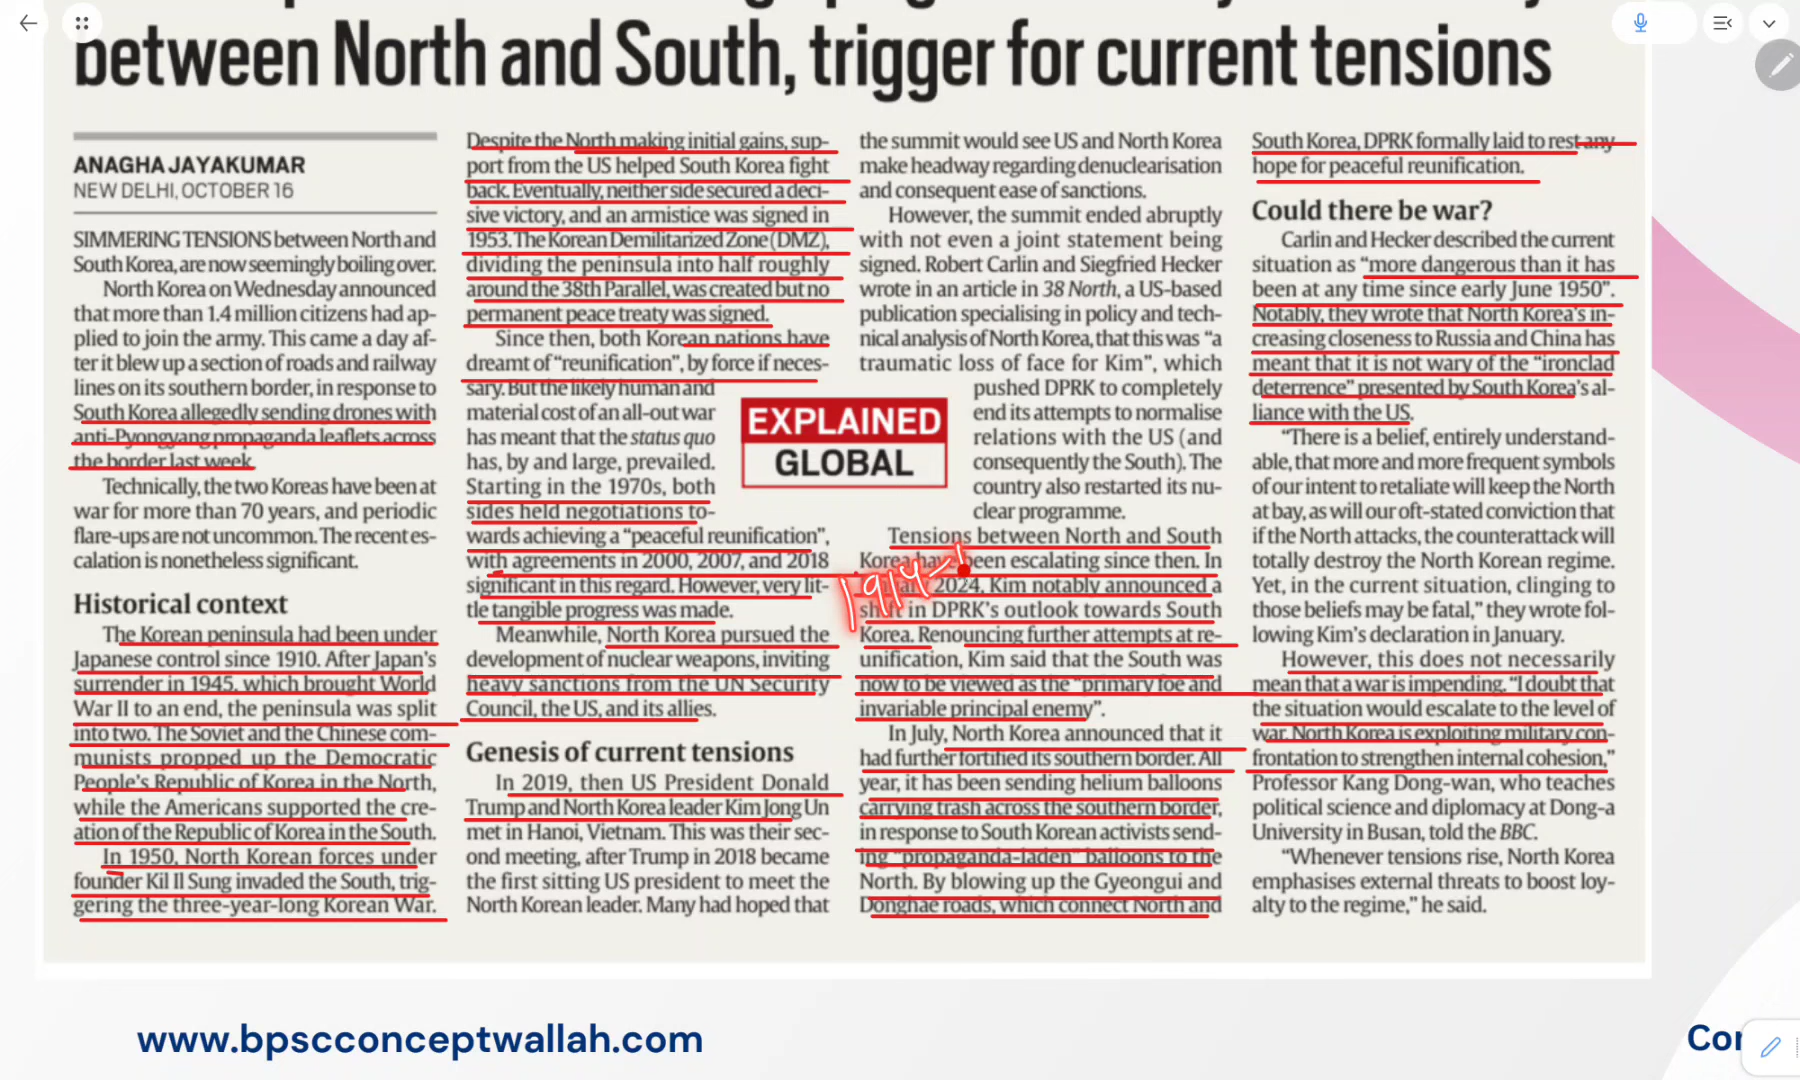 between North and South, trigger for current tensions
ANAGHA JAYAKUMAR
NEW DELHI, OCTOBER 16
SIMMERING TENSIONS between North and
South Korea, are now seemingly boiling over.
North Korea on Wednesday announced
that more than 1.4 million citizens had ap-
plied to join the army. This came a day af-
ter it blew up a section of roads and railway
lines on its southern border, in response to
South Korea allegedly sending drones with
anti-Pyongyang propaganda leaflets across
the border last week.
Technically, the two Koreas have been at
war for more than 70 years, and periodic
flare-ups are not uncommon. The recent es-
calation is nonetheless significant.
Historical context
The Korean peninsula had been under
Japanese control since 1910. After Japan's
surrender in 1945, which brought World
War II to an end, the peninsula was split
into two. The Soviet and the Chinese com-
munists propped up the Democratic
People's Republic of Korea in the North,
while the Americans supported the cre-
ation of the Republic of Korea in the South.
In 1950, North Korean forces under
founder Kil Il Sung invaded the South, trig-
gering the three-year-long Korean War.
Despite the North making initial gains, sup-
port from the US helped South Korea fight
back. Eventually, neither side secured a deci-
sive victory, and an armistice was signed in
1953. The Korean Demilitarized Zone (DMZ),
dividing the peninsula into half roughly
around the 38th Parallel, was created but no
permanent peace treaty was signed.
Since then, both Korean nations have
dreamt of "reunification", by force if neces-
sary. But the likely human and
material cost of an all-out war
has meant that the status quo
has, by and large, prevailed.
Starting in the 1970s, both
sides held negotiations to-
wards achieving a "peaceful reunification",
with agreements in 2000, 2007, and 2018
significant in this regard. However, very lit-
tle tangible progress was made.
Meanwhile, North Korea pursued the
development of nuclear weapons, inviting
heavy sanctions from the UN Security
Council, the US, and its allies.
Genesis of current tensions
In 2019, then US President Donald
Trump and North Korea leader Kim Jong Un
met in Hanoi, Vietnam. This was their sec-
ond meeting, after Trump in 2018 became
the first sitting US president to meet the
North Korean leader. Many had hoped that
the summit would see US and North Korea
make headway regarding denuclearisation
and consequent ease of sanctions.
However, the summit ended abruptly
with not even a joint statement being
signed. Robert Carlin and Siegfried Hecker
wrote in an article in 38 North, a US-based
publication specialising in policy and tech-
nical analysis of North Korea, that this was "a
traumatic loss of face for Kim", which
pushed DPRK to completely
end its attempts to normalise
relations with the US (and
consequently the South). The
country also restarted its nu-
clear programme.
EXPLAINED
GLOBAL
Tensions between North and South
Korea have been escalating since then. In
2024, Kim notably announced a
shift in DPRK's outlook towards South
Korea. Renouncing further attempts at re-
unification, Kim said that the South was
now to be viewed as the "primary foe and
invariable principal enemy".
In July, North Korea announced that it
had further fortified its southern border. All
year, it has been sending helium balloons
carrying trash across the southern border,
in response to South Korean activists send-
ing "propaganda-laden" balloons to the
North. By blowing up the Gyeongui and
Donghae roads, which connect North and
1914-1
South Korea, DPRK formally laid to rest any
hope for peaceful reunification.
Could there be war?
Carlin and Hecker described the current
situation as "more dangerous than it has
been at any time since early June 1950".
Notably, they wrote that North Korea's in-
creasing closeness to Russia and China has
meant that it is not wary of the "ironclad
deterrence" presented by South Korea's al-
liance with the US.
"There is a belief, entirely understand-
able, that more and more frequent symbols
of our intent to retaliate will keep the North
at bay, as will our oft-stated conviction that
if the North attacks, the counterattack will
totally destroy the North Korean regime.
Yet, in the current situation, clinging to
those beliefs may be fatal," they wrote fol-
lowing Kim's declaration in January.
However, this does not necessarily
mean that a war is impending. "I doubt that
the situation would escalate to the level of
war. North Korea is exploiting military con-
frontation to strengthen internal cohesion,"
Professor Kang Dong-wan, who teaches
political science and diplomacy at Dong-a
University in Busan, told the BBC.
"Whenever tensions rise, North Korea
emphasises external threats to boost loy-
alty to the regime," he said.
www.bpscconceptwallah.com